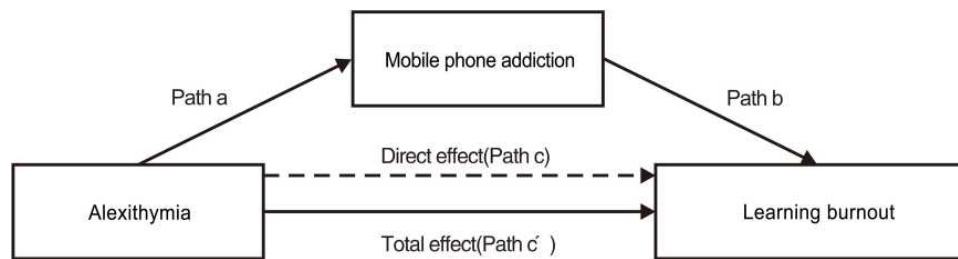 Mobile phone addiction
Path a
Path b
Direct effect(Path c)
Alexithymia
Learning burnout
Total effect(Path c´)